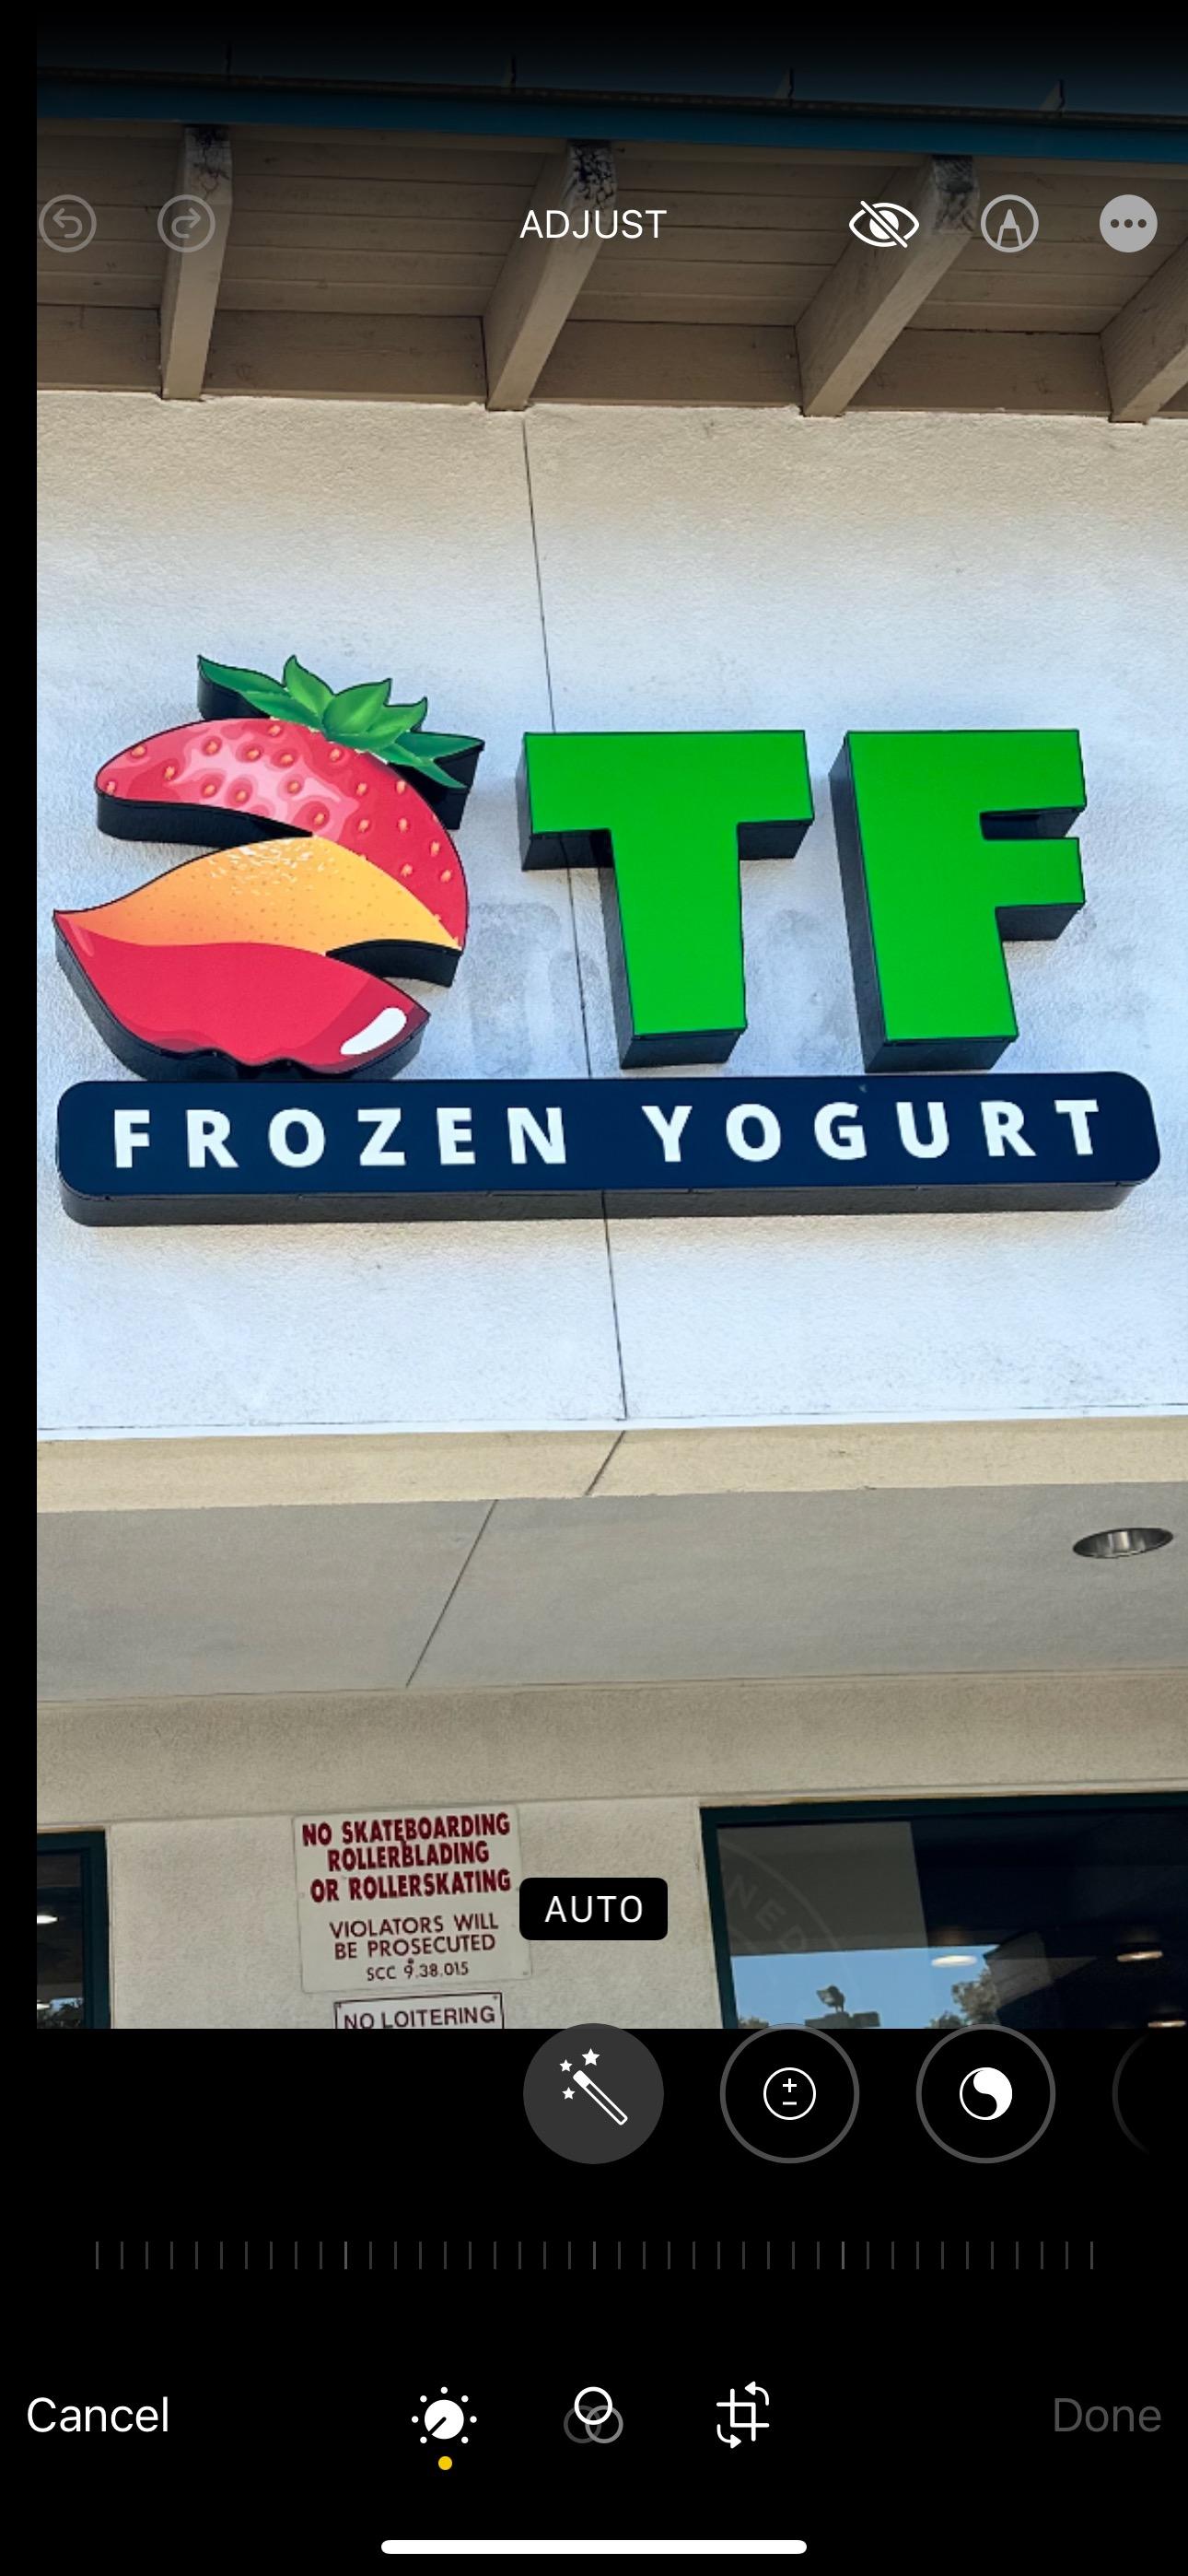 ADJUST
TF
FROZEN YOGURT
NO SKATEBOARDING
ROLLERBLADING
OR ROLLERSKATING
VIOLATORS WILL
BE PROSECUTED
SCC 9.38.015
NO LOITERING
AUTO
Cancel
Done